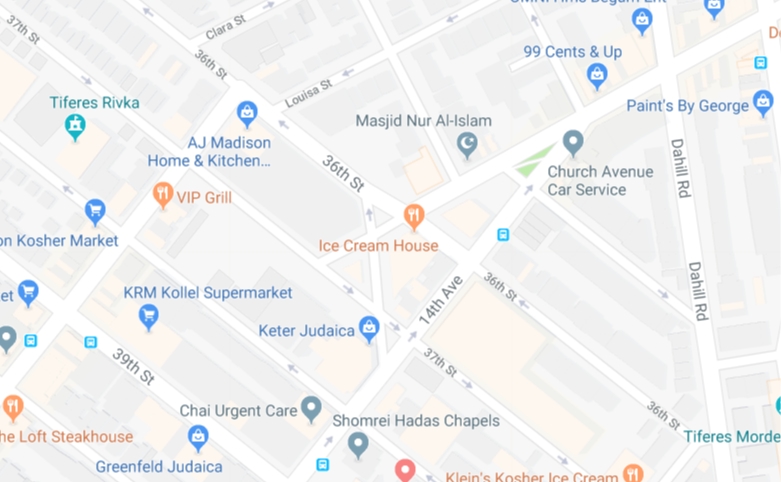 37th St
Clara St
36th St
Louisa St
99 Cents & Up
Tiferes Rivka
AJ Madison
Home & Kitchen...
Masjid Nur Al-Islam
Paint's By George
Church Avenue
Car Service
Dahill Rd
36th St
VIP Grill
on Kosher Market
Ice Cream House
Dahill Rd
36th St
14th Ave
et
KRM Kollel Supermarket
Keter Judaica
39th St
37th St
36th St
Chai Urgent Care
Shomrei Hadas Chapels
he Loft Steakhouse
Tiferes Morde
Greenfeld Judaica
Klein's Kosher Ice Cream